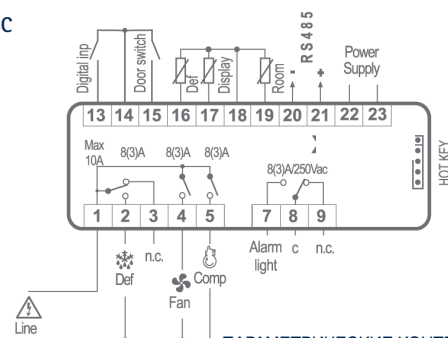 C
Digital inp
Door switch
Def
Display
Room
-
RS485
+
Power
Supply
13 14 15 16 17 18 19 20 21 22 23
Max
10A
8(3)A 8(3)A 8(3)A
8(3)A/250Vac
HOT KEY
1 2 3 4 5 7 8 9
Def
n.c.
Fan
Comp
Alarm
light
c
n.c.
Line